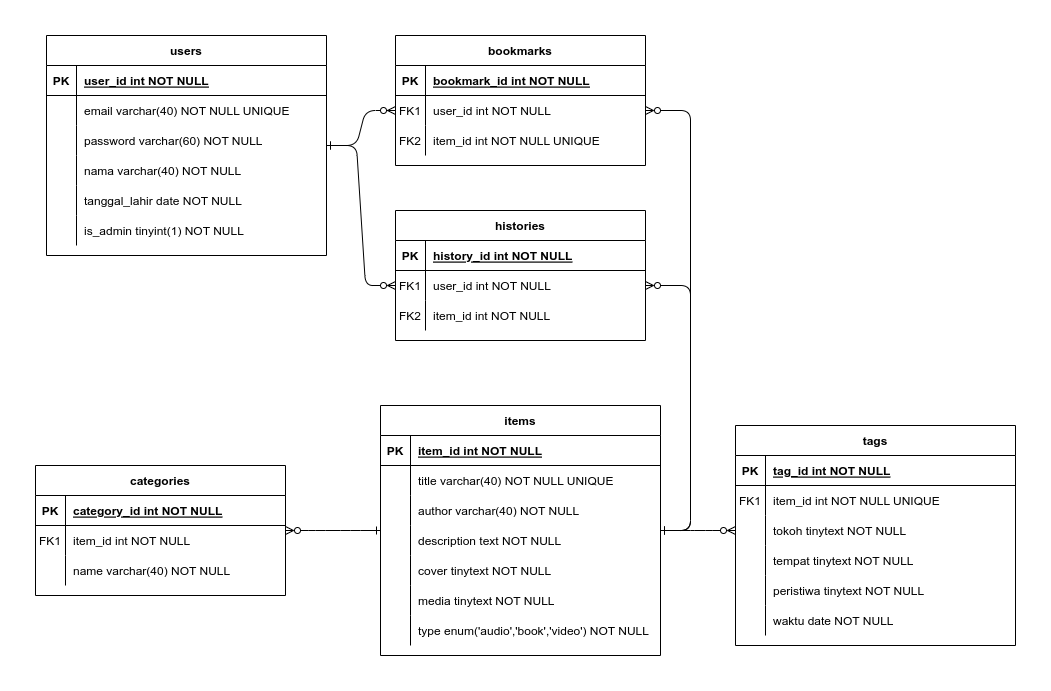 users
PK user_id int NOT NULL
email varchar(40) NOT NULL UNIQUE
password varchar(60) NOT NULL
nama varchar(40) NOT NULL
tanggal_lahir date NOT NULL
is_admin tinyint(1) NOT NULL
bookmarks
PK bookmark_id int NOT NULL
FK1 user_id int NOT NULL
FK2 item_id int NOT NULL UNIQUE
histories
PK history_id int NOT NULL
FK1 user_id int NOT NULL
FK2 item_id int NOT NULL
categories
PK category_id int NOT NULL
FK1 item_id int NOT NULL
name varchar(40) NOT NULL
items
PK item_id int NOT NULL
title varchar(40) NOT NULL UNIQUE
author varchar(40) NOT NULL
description text NOT NULL
cover tinytext NOT NULL
media tinytext NOT NULL
type enum('audio','book','video') NOT NULL
tags
PK tag_id int NOT NULL
FK1 item_id int NOT NULL UNIQUE
tokoh tinytext NOT NULL
tempat tinytext NOT NULL
peristiwa tinytext NOT NULL
waktu date NOT NULL